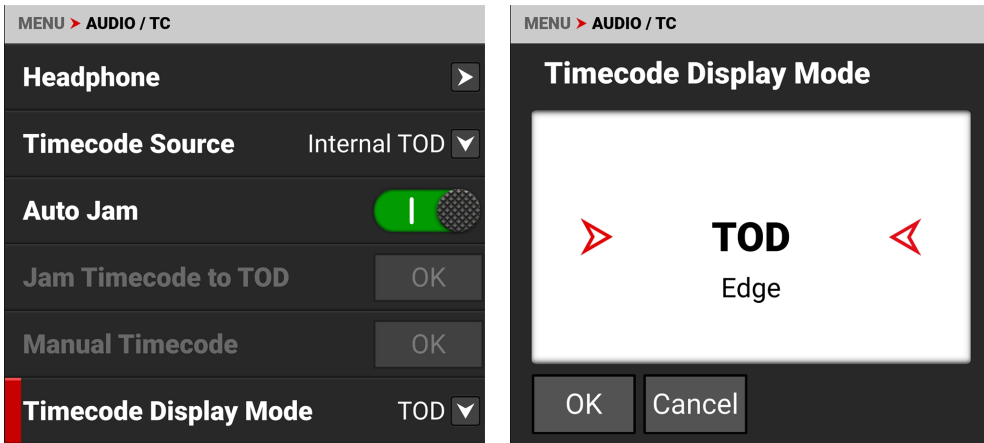 MENU AUDIO / TC
Headphone
Timecode Source Internal TOD
Auto Jam
Jam Timecode to TOD OK
Manual Timecode OK
Timecode Display Mode TOD
MENU AUDIO / TC
Timecode Display Mode
TOD
Edge
OK Cancel